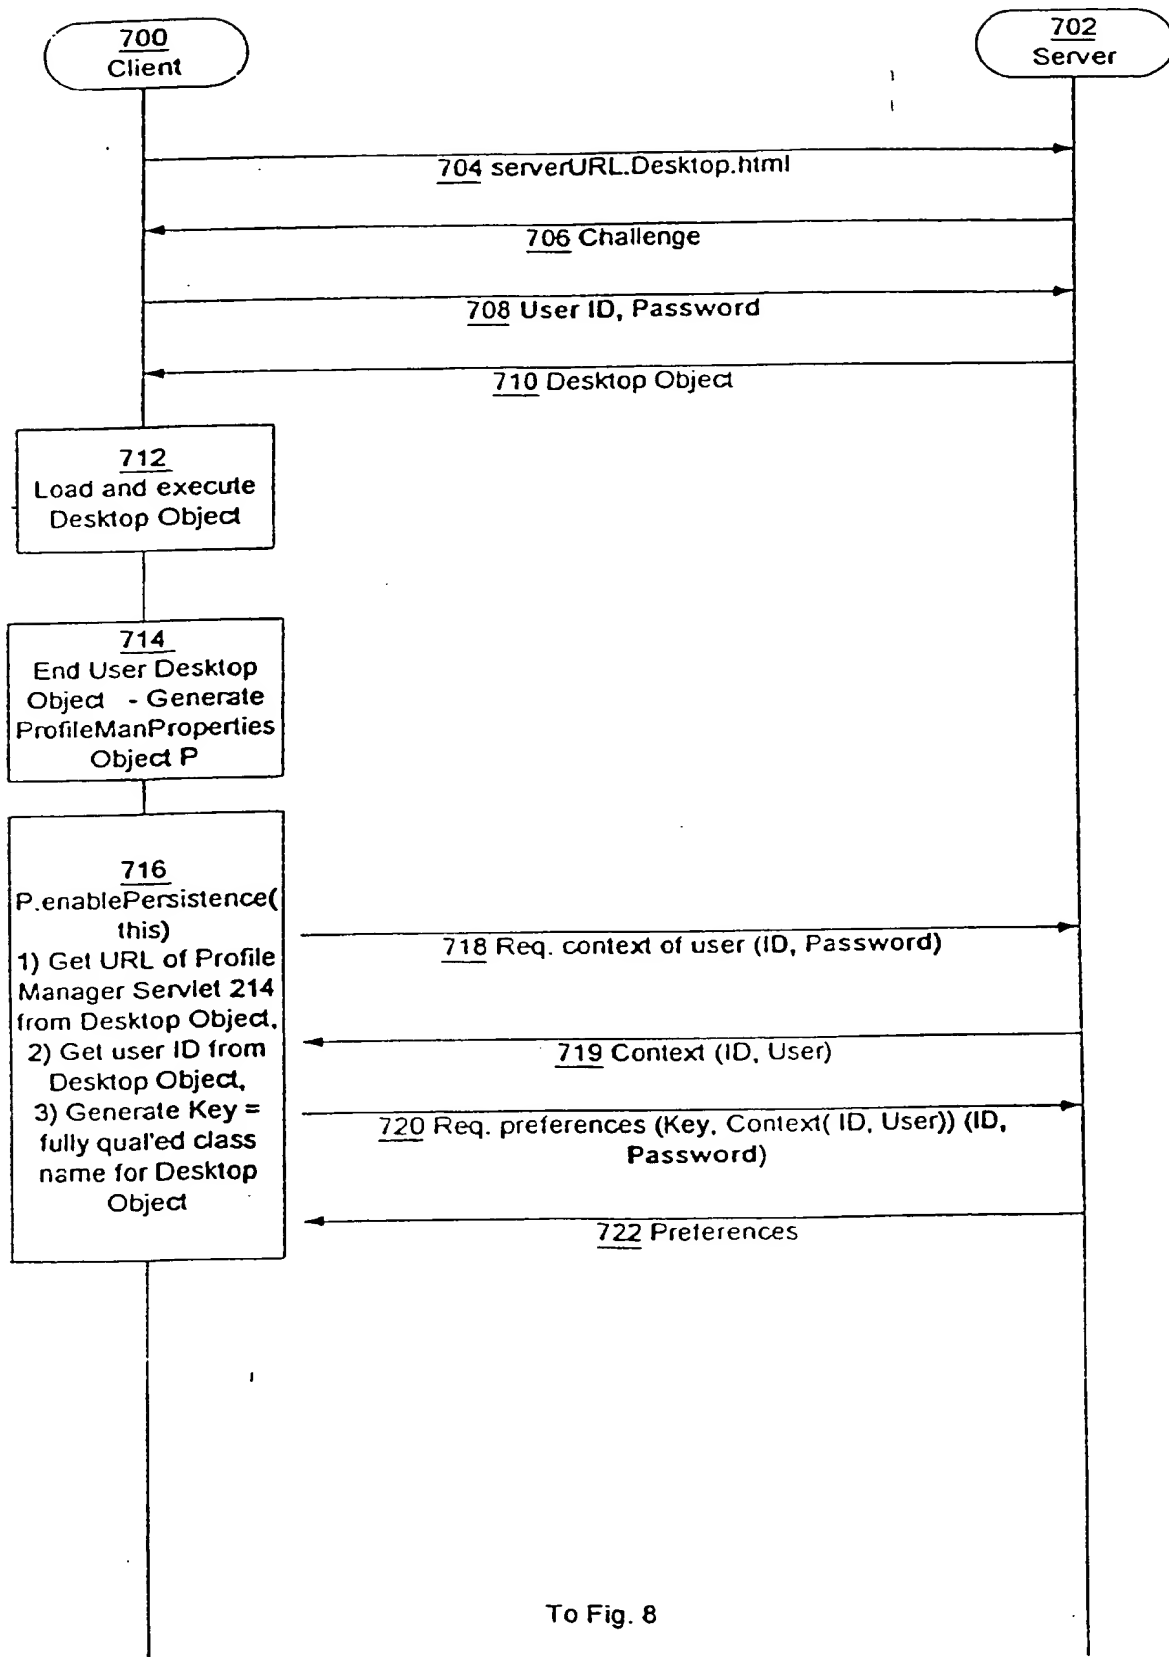 700
Client
702
Server
704 serverURL.Desktop.html
706 Challenge
708 User ID, Password
710 Desktop Object
712
Load and execute
Desktop Object
714
End User Desktop
Object - Generate
ProfileManProperties
Object P
716
P.enablePersistence(
this)
1) Get URL of Profile
Manager Servlet 214
from Desktop Object,
2) Get user ID from
Desktop Object,
3) Generate Key =
fully qual'ed class
name for Desktop
Object
718 Req. context of user (ID, Password)
719 Context (ID, User)
720 Req. preferences (Key, Context( ID, User)) (ID,
Password)
722 Preferences
To Fig. 8